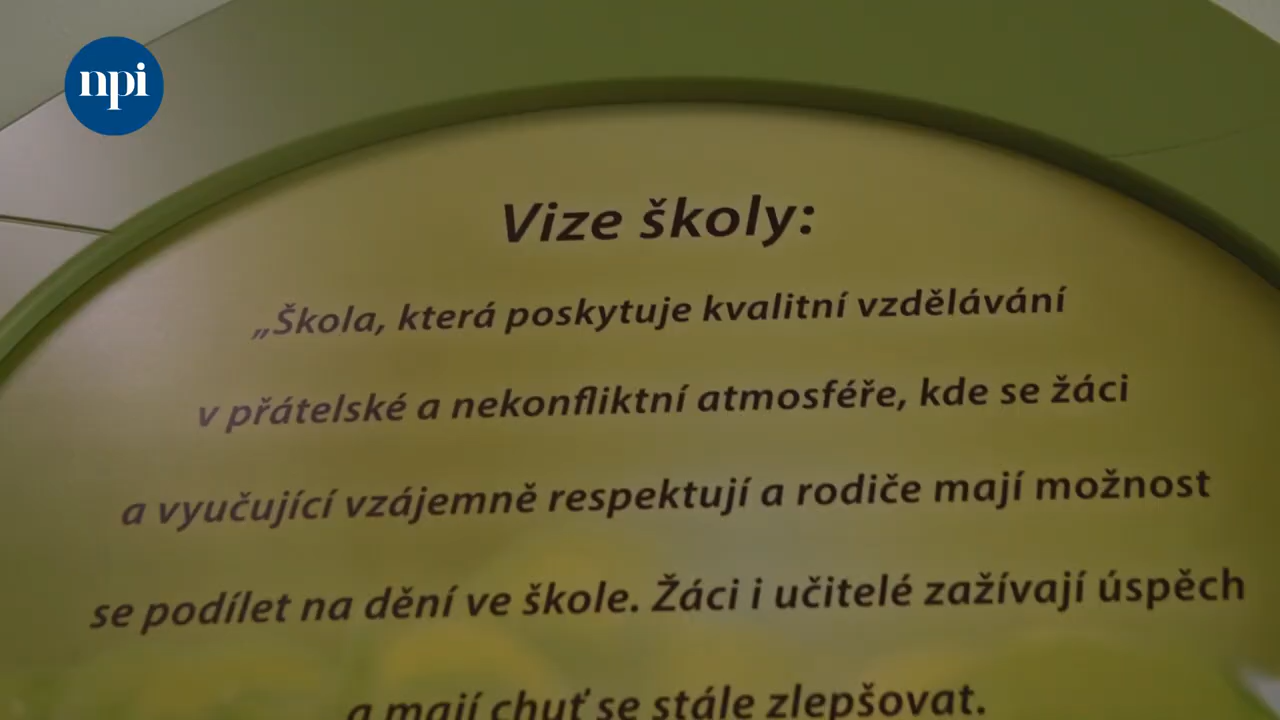 npi
Vize školy:
„Škola, která poskytuje kvalitní vzdělávání
v přátelské a nekonfliktní atmosféře, kde se žáci
a vyučující vzájemně respektují a rodiče mají možnost
se podílet na dění ve škole. Žáci i učitelé zažívají úspěch
a mají chuť se stále zlepšovat.